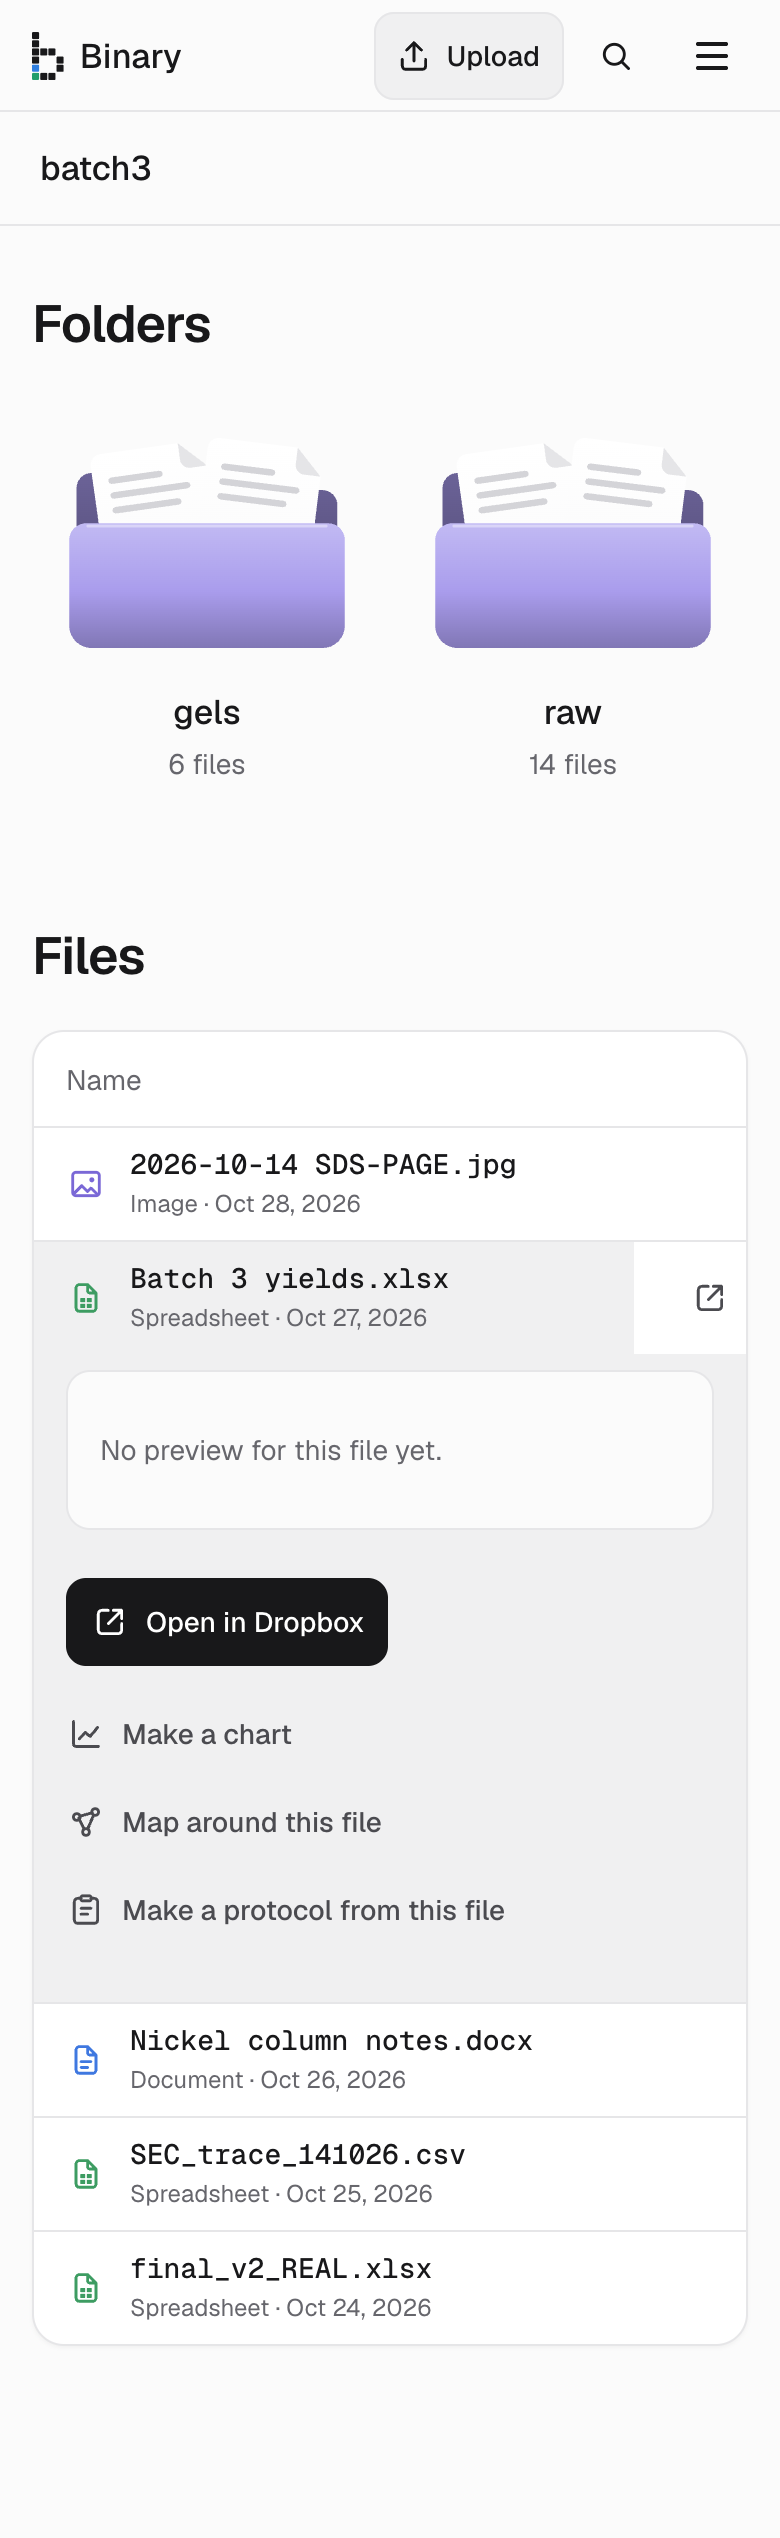 Binary
Upload
batch3
Folders
gels
raw
6 files
14 files
Files
Name
2026-10-14 SDS-PAGE.jpg
Image · Oct 28, 2026
Batch 3 yields.xlsx
Spreadsheet · Oct 27, 2026
No preview for this file yet.
Open in Dropbox
Make a chart
Map around this file
Make a protocol from this file
Nickel column notes.docx
Document · Oct 26, 2026
SEC_trace_141026.csv
Spreadsheet · Oct 25, 2026
final_v2_REAL.xlsx
Spreadsheet · Oct 24, 2026